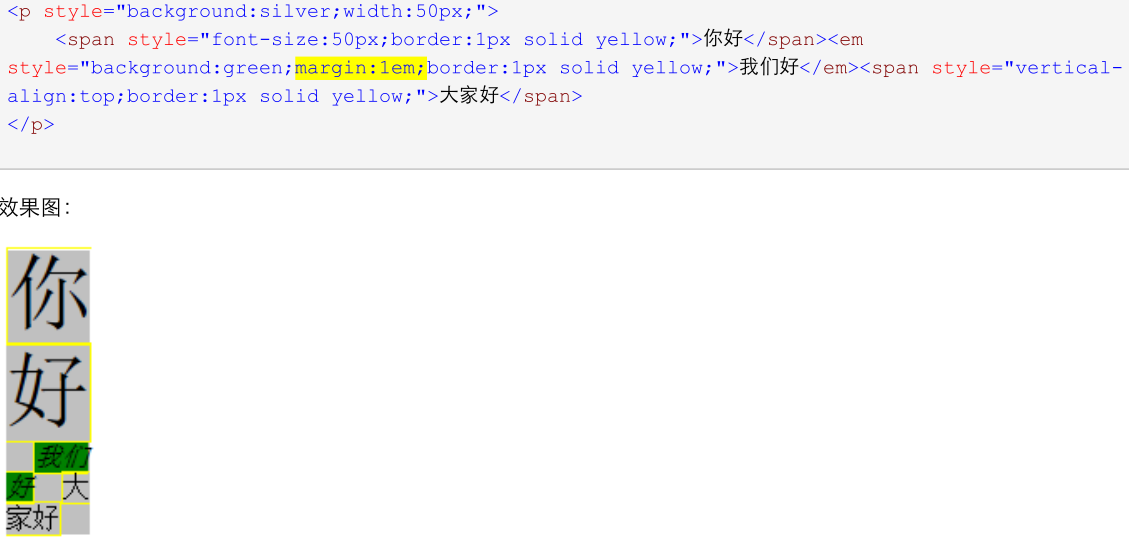 <p style="background:silver;width:50px;">
    <span style="font-size:50px;border:1px solid yellow;">你好</span><em
style="background:green;margin:1em;border:1px solid yellow;">我们好</em><span style="vertical-
align:top;border:1px solid yellow;">大家好</span>
</p>
效果图：
你
好
我们
好 大
家好